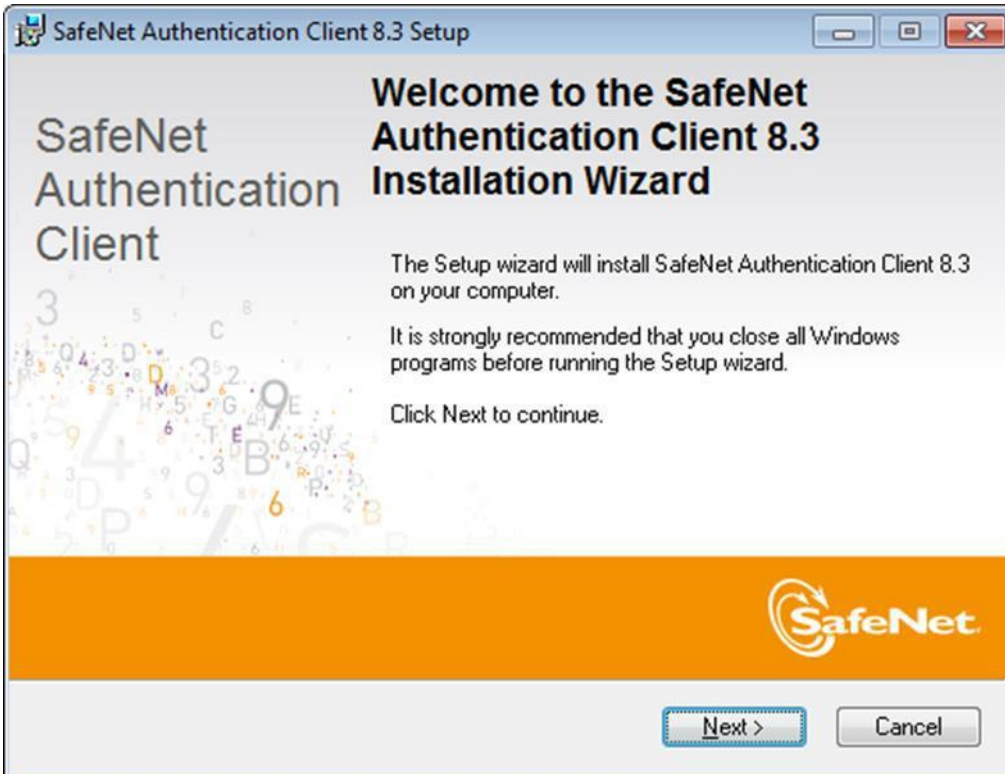 SafeNet Authentication Client 8.3 Setup
SafeNet
Authentication
Client
Welcome to the SafeNet
Authentication Client 8.3
Installation Wizard
The Setup wizard will install SafeNet Authentication Client 8.3
on your computer.
It is strongly recommended that you close all Windows
programs before running the Setup wizard.
Click Next to continue.
SafeNet.
Next >
Cancel